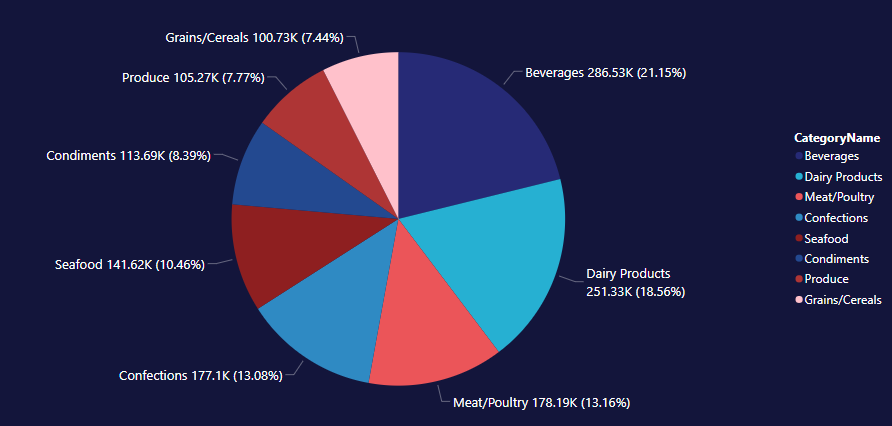 Grains/Cereals 100.73K (7.44%)
Produce 105.27K (7.77%)
Condiments 113.69K (8.39%)
Seafood 141.62K (10.46%)
Confections 177.1K (13.08%)
Beverages 286.53K (21.15%)
Dairy Products
251.33K (18.56%)
Meat/Poultry 178.19K (13.16%)
CategoryName
Beverages
Dairy Products
Meat/Poultry
Confections
Seafood
Condiments
Produce
Grains/Cereals